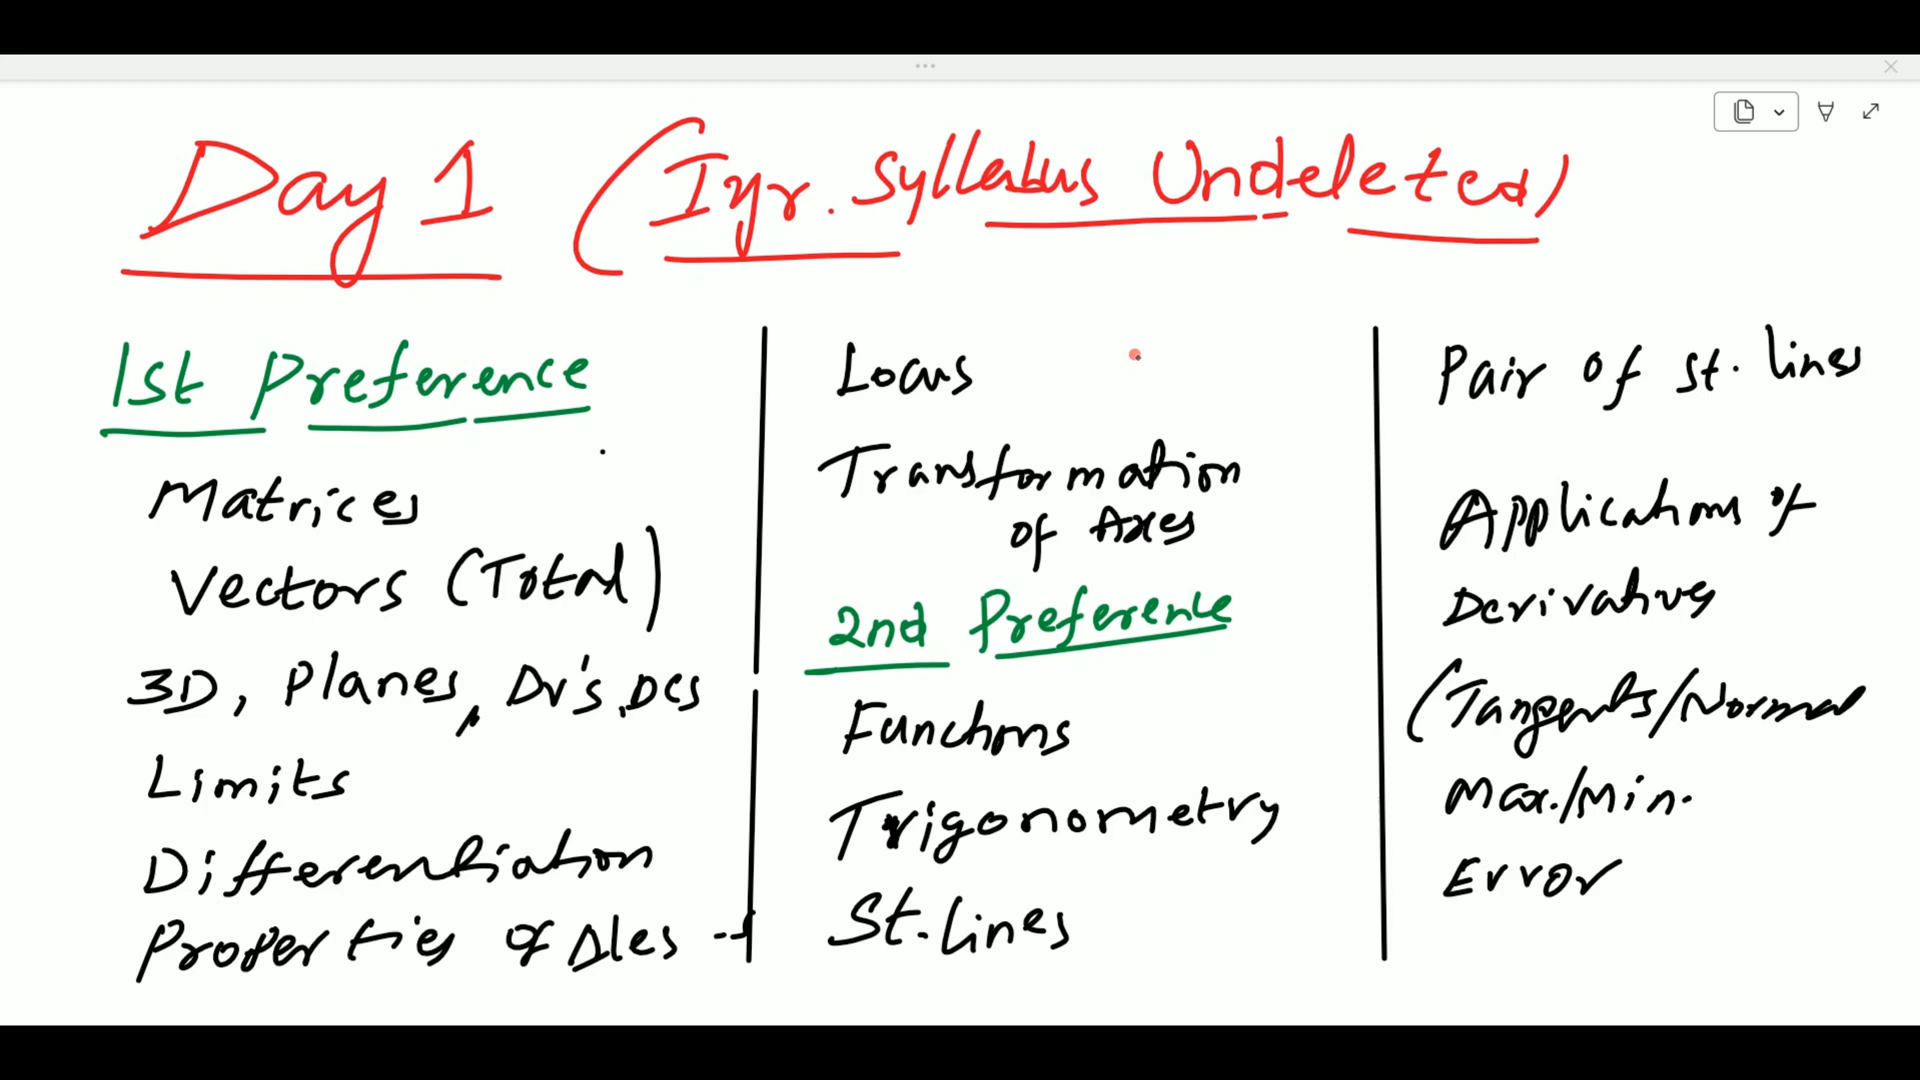 Day 1 (Iyr. Syllabus Undeleted)
1st Preference
Matrices
Vectors (Total)
3D, Planes, Dr's, DCs
Limits
Differentiation
Properties of Δles
Locus
Transformation
of Axes
2nd Preference
Functions
Trigonometry
St. lines
Pair of St. lines
Applications of
Derivatives
(Tangents/Normal
Max./Min.
Error